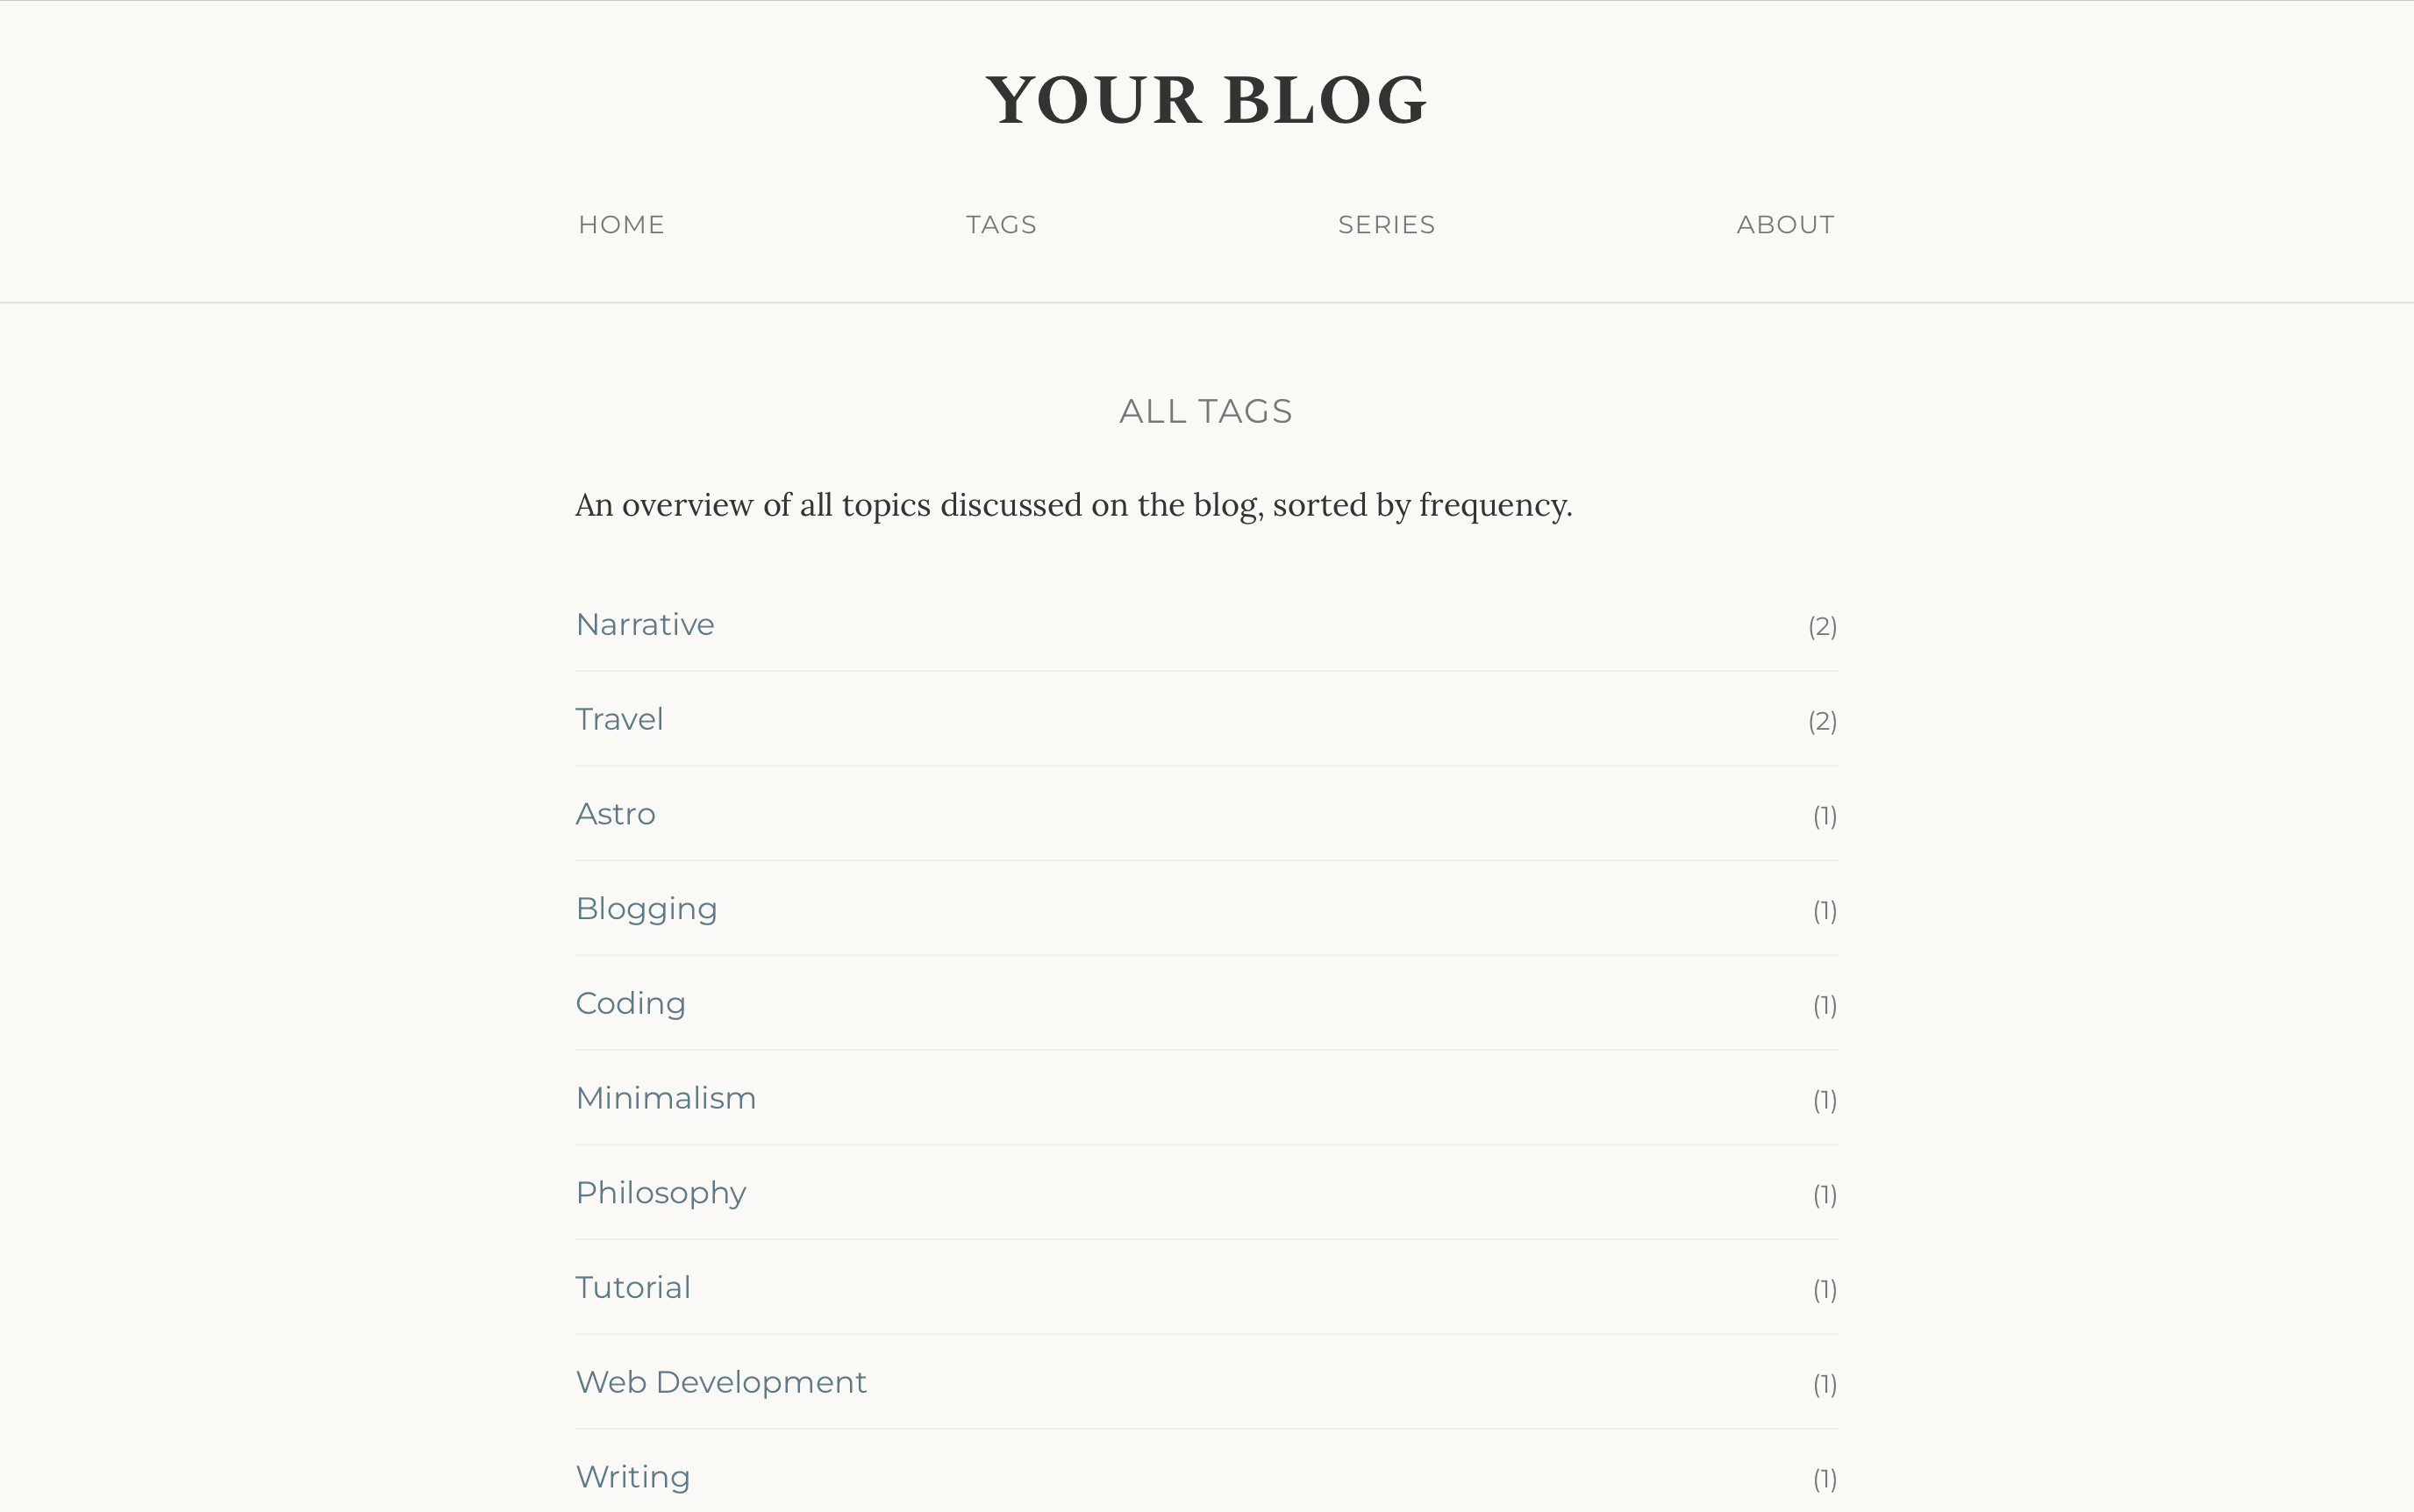 YOUR BLOG
HOME TAGS SERIES ABOUT
ALL TAGS
An overview of all topics discussed on the blog, sorted by frequency.
Narrative (2)
Travel (2)
Astro (1)
Blogging (1)
Coding (1)
Minimalism (1)
Philosophy (1)
Tutorial (1)
Web Development (1)
Writing (1)